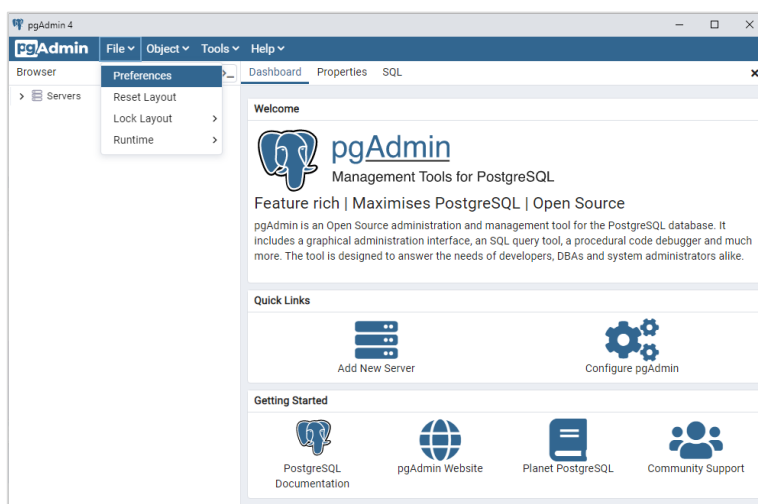 pgAdmin 4
pgAdmin File Object Tools Help
Browser
>_
Dashboard Properties SQL
Preferences
Reset Layout
Lock Layout
Runtime
Servers
Welcome
pgAdmin
Management Tools for PostgreSQL
Feature rich | Maximises PostgreSQL | Open Source
pgAdmin is an Open Source administration and management tool for the PostgreSQL database. It
includes a graphical administration interface, an SQL query tool, a procedural code debugger and much
more. The tool is designed to answer the needs of developers, DBAs and system administrators alike.
Quick Links
Add New Server
Configure pgAdmin
Getting Started
PostgreSQL
Documentation
pgAdmin Website
Planet PostgreSQL
Community Support